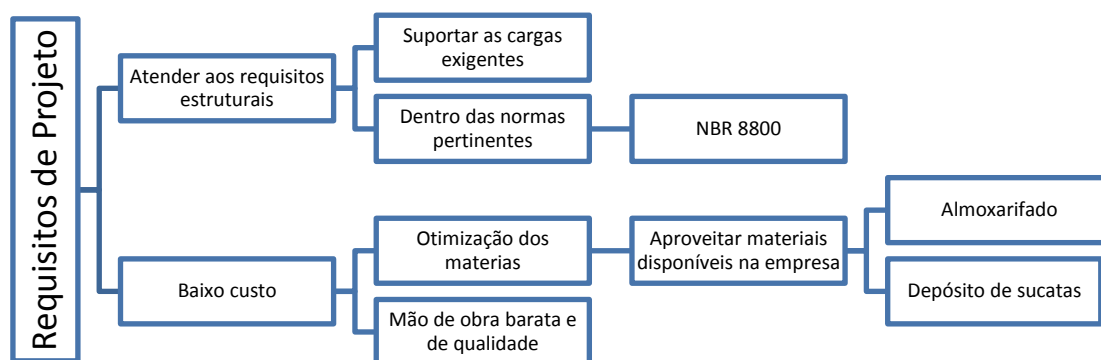 Requisitos de Projeto
Atender aos requisitos
estruturais
Suportar as cargas
exigentes
Dentro das normas
pertinentes
NBR 8800
Baixo custo
Otimização dos
materias
Aproveitar materiais
disponíveis na empresa
Almoxarifado
Depósito de sucatas
Mão de obra barata e
de qualidade